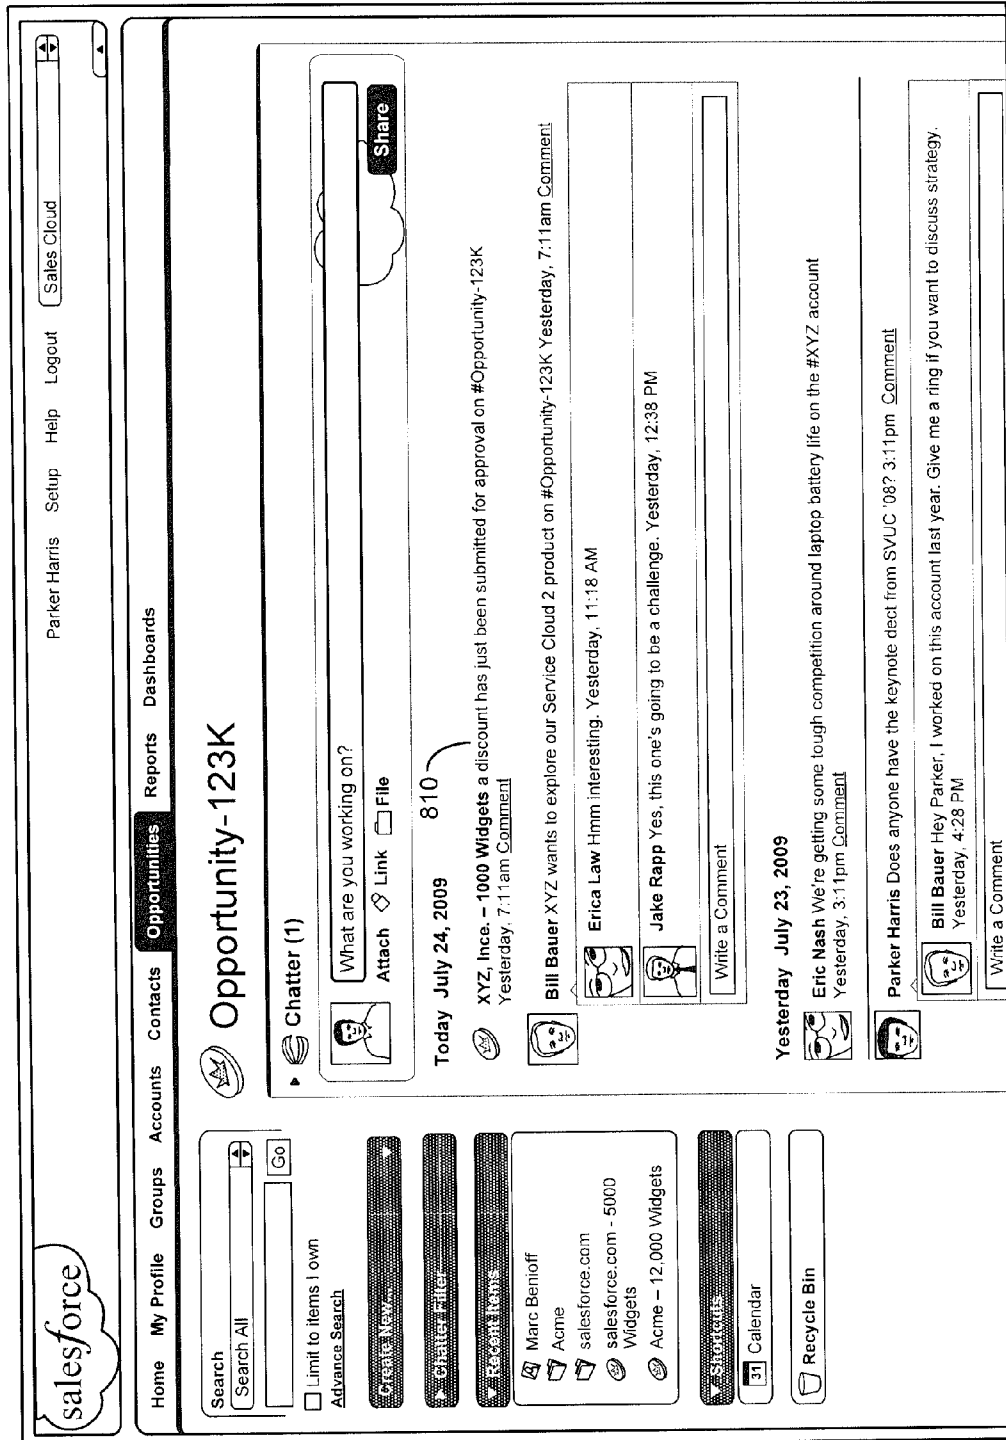 salesforce
Parker Harris Setup Help Logout Sales Cloud
Home My Profile Groups Accounts Contacts Opportunities Reports Dashboards
Search
Search All
Go
Limit to items I own
Advance Search
Create New...
Chatter Filter
Recent Items
Marc Benioff
Acme
salesforce.com
salesforce.com - 5000
Widgets
Acme – 12,000 Widgets
Shortcuts
31 Calendar
Recycle Bin
Opportunity-123K
Chatter (1)
What are you working on?
Attach Link File
Share
Today July 24, 2009
810
XYZ, Ince. – 1000 Widgets a discount has just been submitted for approval on #Opportunity-123K
Yesterday, 7:11am Comment
Bill Bauer XYZ wants to explore our Service Cloud 2 product on #Opportunity-123K Yesterday, 7:11am Comment
Erica Law Hmm interesting. Yesterday, 11:18 AM
Jake Rapp Yes, this one's going to be a challenge. Yesterday, 12:38 PM
Write a Comment
Yesterday July 23, 2009
Eric Nash We're getting some tough competition around laptop battery life on the #XYZ account
Yesterday, 3:11pm Comment
Parker Harris Does anyone have the keynote dect from SVUC '08? 3:11pm Comment
Bill Bauer Hey Parker, I worked on this account last year. Give me a ring if you want to discuss strategy.
Yesterday, 4:28 PM
Write a Comment